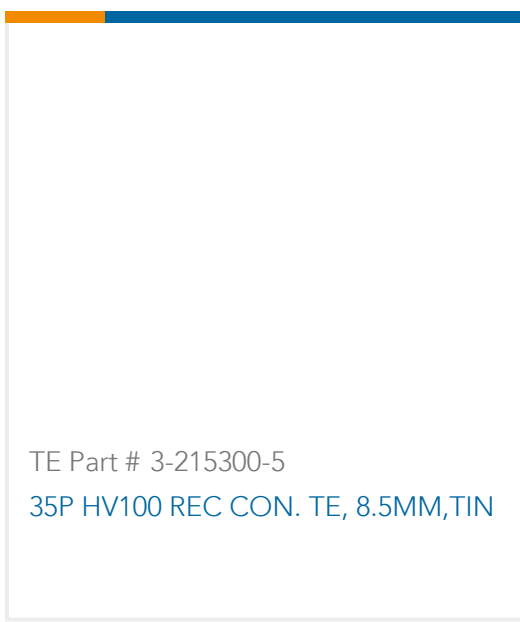 TE Part # 3-215300-5
35P HV100 REC CON. TE, 8.5MM,TIN